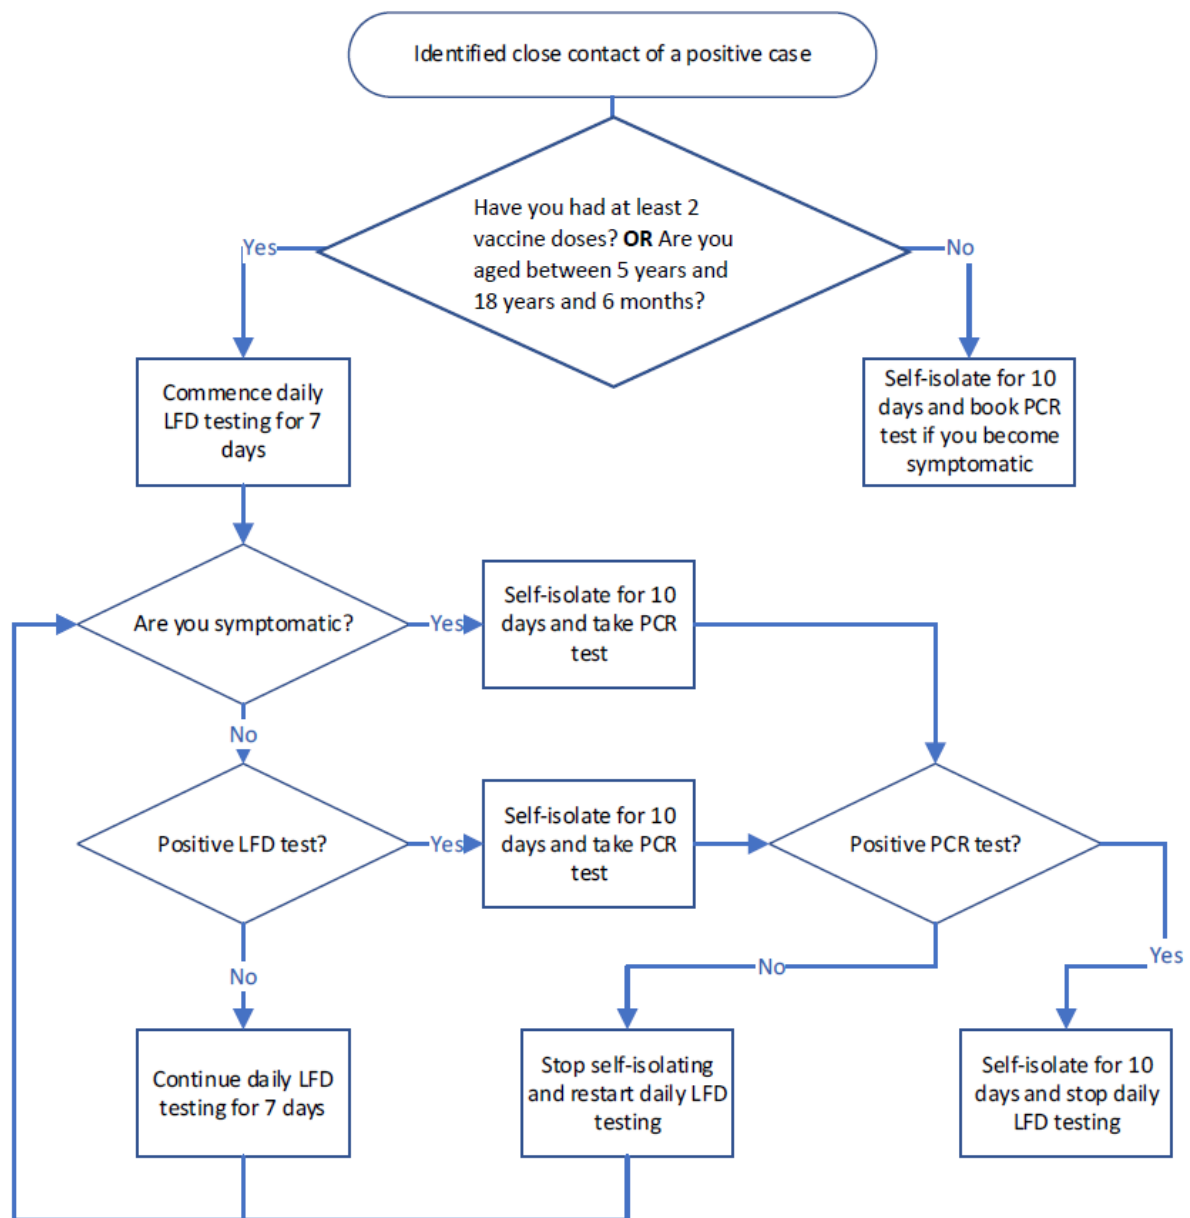 Identified close contact of a positive case
Have you had at least 2
vaccine doses? OR Are you
aged between 5 years and
18 years and 6 months?
Yes
No
Commence daily
LFD testing for 7
days
Self-isolate for 10
days and book PCR
test if you become
symptomatic
Are you symptomatic?
Yes
Self-isolate for 10
days and take PCR
test
No
Positive LFD test?
Yes
Self-isolate for 10
days and take PCR
test
Positive PCR test?
No
No
Yes
Continue daily LFD
testing for 7 days
Stop self-isolating
and restart daily LFD
testing
Self-isolate for 10
days and stop daily
LFD testing